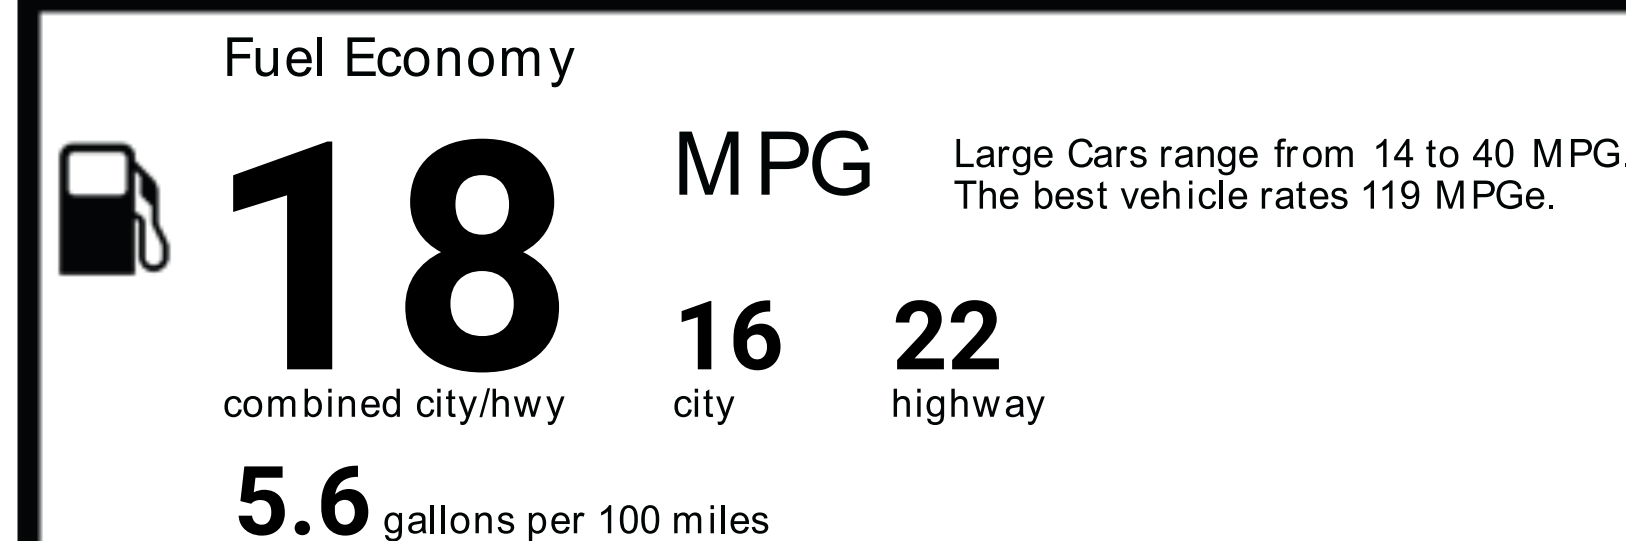 Fuel Economy
18
MPG
Large Cars range from 14 to 40 MPG.
The best vehicle rates 119 MPGe.
combined city/hwy
16
city
22
highway
5.6 gallons per 100 miles